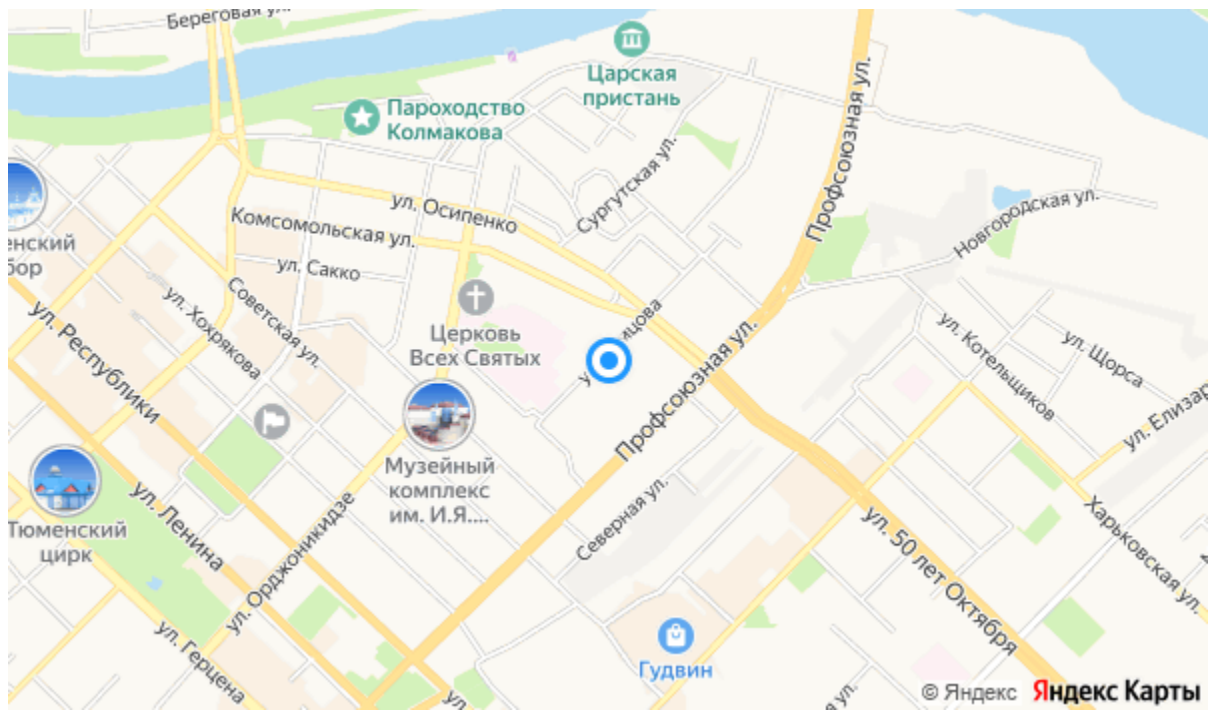 Береговая ул.
Царская
пристань
Пароходство
Колмакова
Профсоюзная ул.
Сургутская ул.
Новгородская ул.
ул. Осипенко
Комсомольская ул.
ул. Сакко
ул. Хохрякова
Советская ул.
ул. Республики
Церковь
Всех Святых
Профсоюзная ул.
ул. Котельщиков
ул. Щорса
Музейный
комплекс
им. И.Я....
Северная ул.
ул. 50 лет Октября
Харьковская ул.
Тюменский
цирк
ул. Ленина
ул. Орджоникидзе
ул. Герцена
Гудвин
ул.
ул.
© Яндекс Яндекс Карты